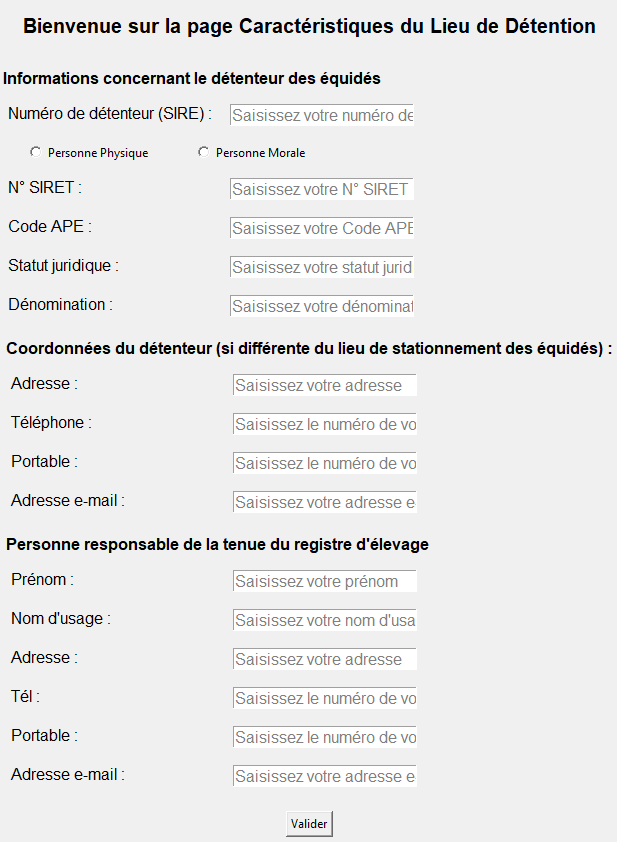 Bienvenue sur la page Caractéristiques du Lieu de Détention
Informations concernant le détenteur des équidés
Numéro de détenteur (SIRE) : Saisissez votre numéro de
Personne Physique Personne Morale
N° SIRET : Saisissez votre N° SIRET
Code APE : Saisissez votre Code APE
Statut juridique : Saisissez votre statut jurid
Dénomination : Saisissez votre dénominat
Coordonnées du détenteur (si différente du lieu de stationnement des équidés) :
Adresse : Saisissez votre adresse
Téléphone : Saisissez le numéro de vo
Portable : Saisissez le numéro de vo
Adresse e-mail : Saisissez votre adresse e
Personne responsable de la tenue du registre d'élevage
Prénom : Saisissez votre prénom
Nom d'usage : Saisissez votre nom d'usa
Adresse : Saisissez votre adresse
Tél : Saisissez le numéro de vo
Portable : Saisissez le numéro de vo
Adresse e-mail : Saisissez votre adresse e
Valider